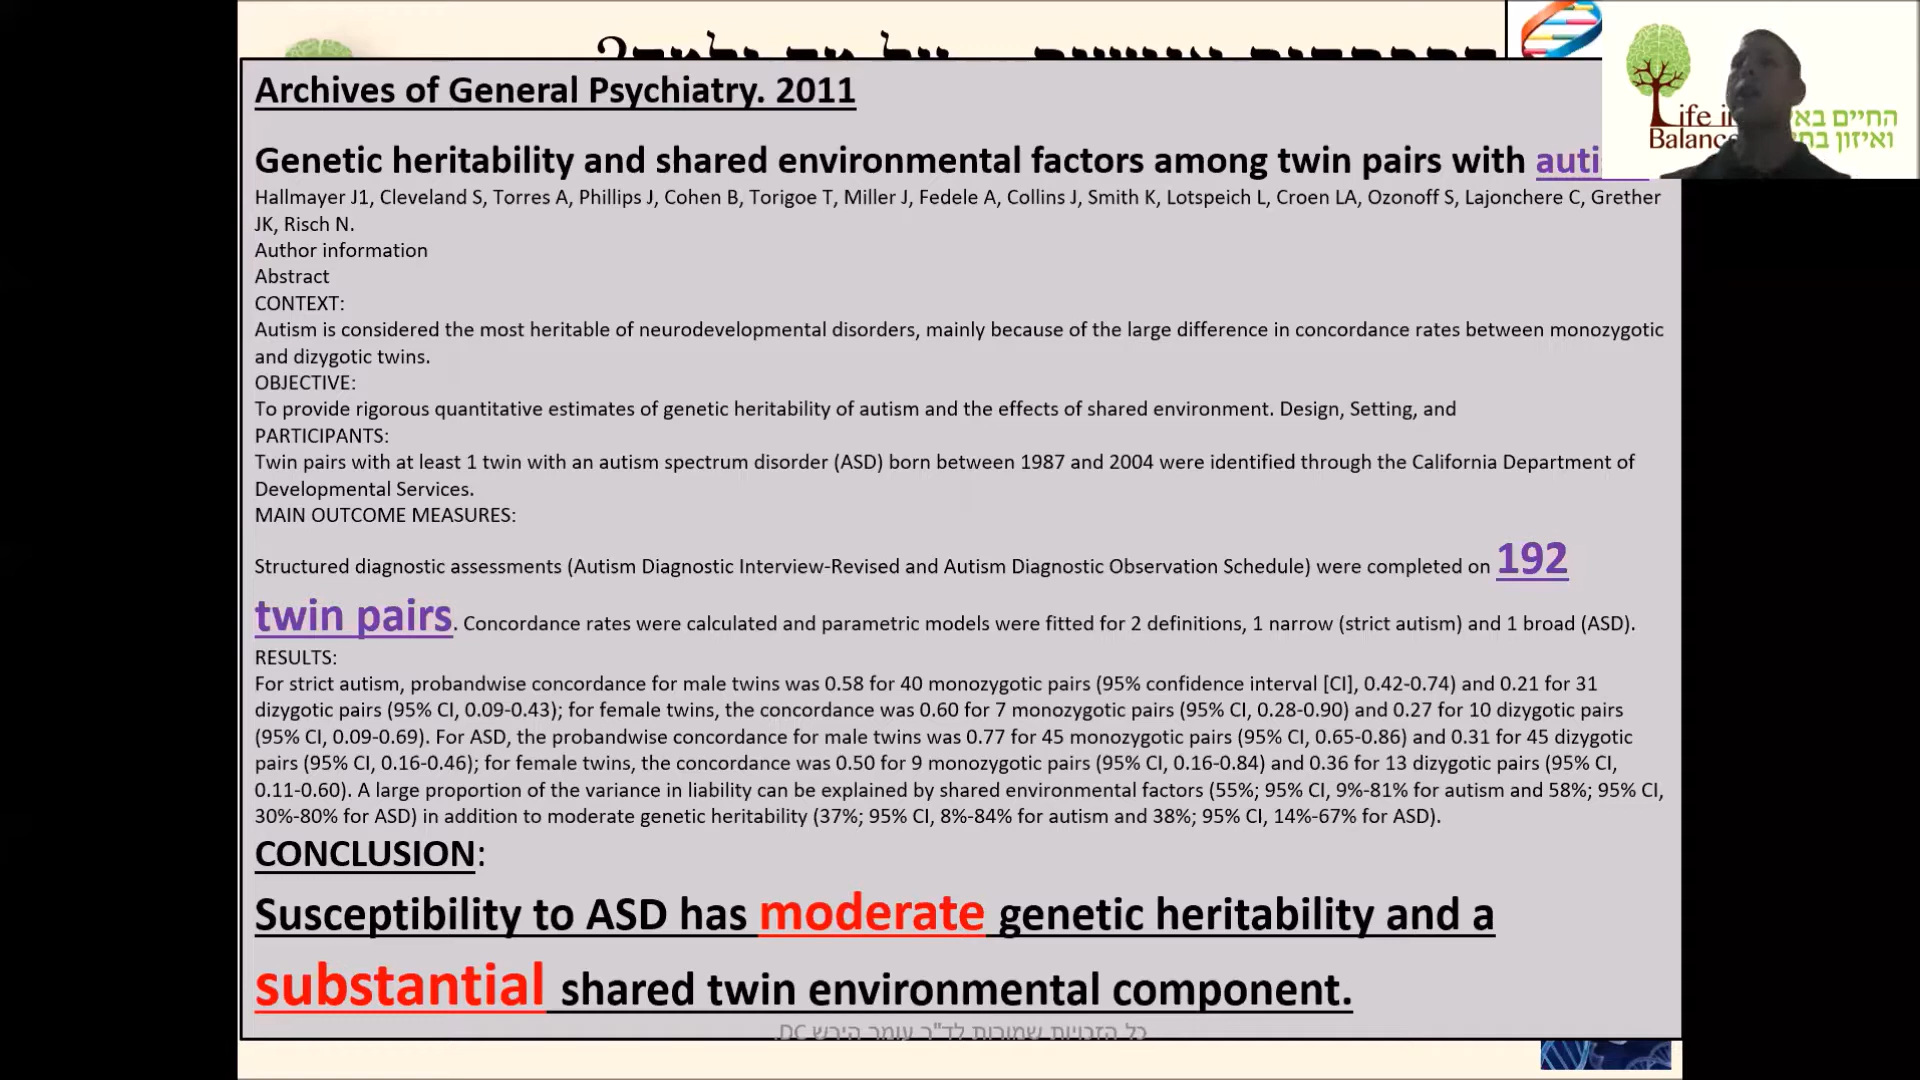 Archives of General Psychiatry. 2011
Genetic heritability and shared environmental factors among twin pairs with
Hallmayer J1, Cleveland S, Torres A, Phillips J, Cohen B, Torigoe T, Miller J, Fedele A, Collins J, Smith K, Lotspeich L, Croen LA, Ozonoff S, Lajonchere C, Grether
JK, Risch N.
Author information
Abstract
CONTEXT:
Autism is considered the most heritable of neurodevelopmental disorders, mainly because of the large difference in concordance rates between monozygotic
and dizygotic twins.
OBJECTIVE:
To provide rigorous quantitative estimates of genetic heritability of autism and the effects of shared environment. Design, Setting, and
PARTICIPANTS:
Twin pairs with at least 1 twin with an autism spectrum disorder (ASD) born between 1987 and 2004 were identified through the California Department of
Developmental Services.
MAIN OUTCOME MEASURES:
Structured diagnostic assessments (Autism Diagnostic Interview-Revised and Autism Diagnostic Observation Schedule) were completed on 192
twin pairs. Concordance rates were calculated and parametric models were fitted for 2 definitions, 1 narrow (strict autism) and 1 broad (ASD).
RESULTS:
For strict autism, probandwise concordance for male twins was 0.58 for 40 monozygotic pairs (95% confidence interval [CI], 0.42-0.74) and 0.21 for 31
dizygotic pairs (95% CI, 0.09-0.43); for female twins, the concordance was 0.60 for 7 monozygotic pairs (95% CI, 0.28-0.90) and 0.27 for 10 dizygotic pairs
(95% CI, 0.09-0.69). For ASD, the probandwise concordance for male twins was 0.77 for 45 monozygotic pairs (95% CI, 0.65-0.86) and 0.31 for 45 dizygotic
pairs (95% CI, 0.16-0.46); for female twins, the concordance was 0.50 for 9 monozygotic pairs (95% CI, 0.16-0.84) and 0.36 for 13 dizygotic pairs (95% CI,
0.11-0.60). A large proportion of the variance in liability can be explained by shared environmental factors (55%; 95% CI, 9%-81% for autism and 58%; 95% CI,
30%-80% for ASD) in addition to moderate genetic heritability (37%; 95% CI, 8%-84% for autism and 38%; 95% CI, 14%-67% for ASD).
CONCLUSION:
Susceptibility to ASD has moderate genetic heritability and a
substantial shared twin environmental component.
כל הזכויות שמורות לד"ר עומר הירש DC.
Life in
Balance
החיים
ואיזון